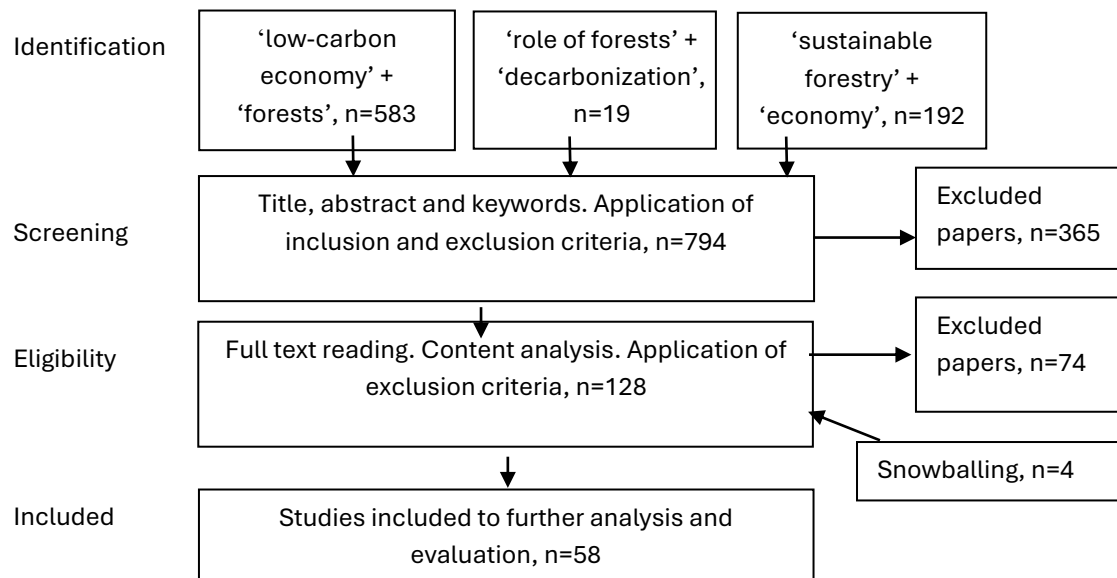 Identification
‘low-carbon
economy’ +
‘forests’, n=583
‘role of forests’ +
‘decarbonization’,
n=19
‘sustainable
forestry’ +
‘economy’, n=192
Screening
Title, abstract and keywords. Application of
inclusion and exclusion criteria, n=794
Excluded
papers, n=365
Eligibility
Full text reading. Content analysis. Application of
exclusion criteria, n=128
Excluded
papers, n=74
Snowballing, n=4
Included
Studies included to further analysis and
evaluation, n=58